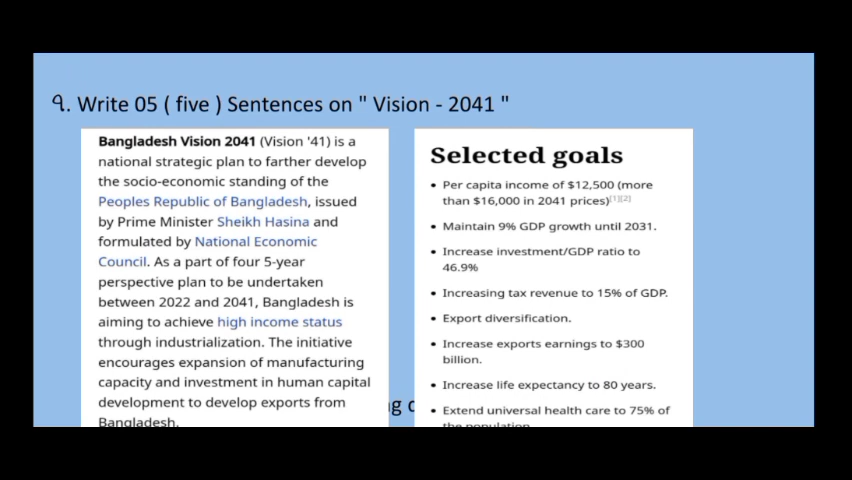 ৭. Write 05 ( five ) Sentences on " Vision - 2041 "
Bangladesh Vision 2041 (Vision '41) is a
national strategic plan to farther develop
the socio-economic standing of the
Peoples Republic of Bangladesh, issued
by Prime Minister Sheikh Hasina and
formulated by National Economic
Council. As a part of four 5-year
perspective plan to be undertaken
between 2022 and 2041, Bangladesh is
aiming to achieve high income status
through industrialization. The initiative
encourages expansion of manufacturing
capacity and investment in human capital
development to develop exports from
Bangladesh.
Selected goals
• Per capita income of $12,500 (more
than $16,000 in 2041 prices)[1][2]
• Maintain 9% GDP growth until 2031.
• Increase investment/GDP ratio to
46.9%
• Increasing tax revenue to 15% of GDP.
• Export diversification.
• Increase exports earnings to $300
billion.
• Increase life expectancy to 80 years.
• Extend universal health care to 75% of
the population